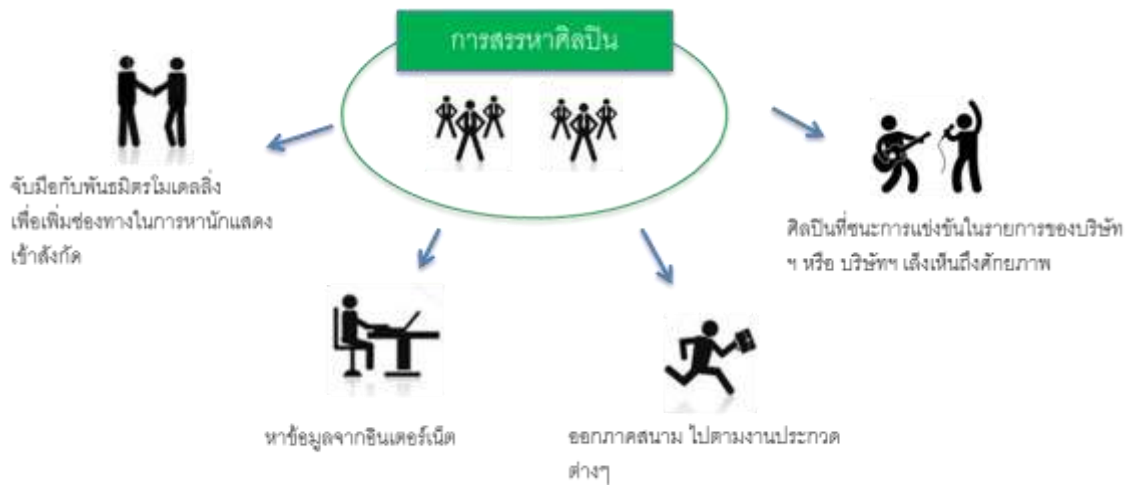 การสรรหาศิลปิน
จับมือกับพันธมิตรโมเดลลิ่ง
เพื่อเพิ่มช่องทางในการหานักแสดง
เข้าสังกัด
ศิลปินที่ชนะการแข่งขันในรายการของบริษัท
ฯ หรือ บริษัทฯ เล็งเห็นถึงศักยภาพ
หาข้อมูลจากอินเตอร์เน็ต
ออกภาคสนาม ไปตามงานประกวด
ต่างๆ